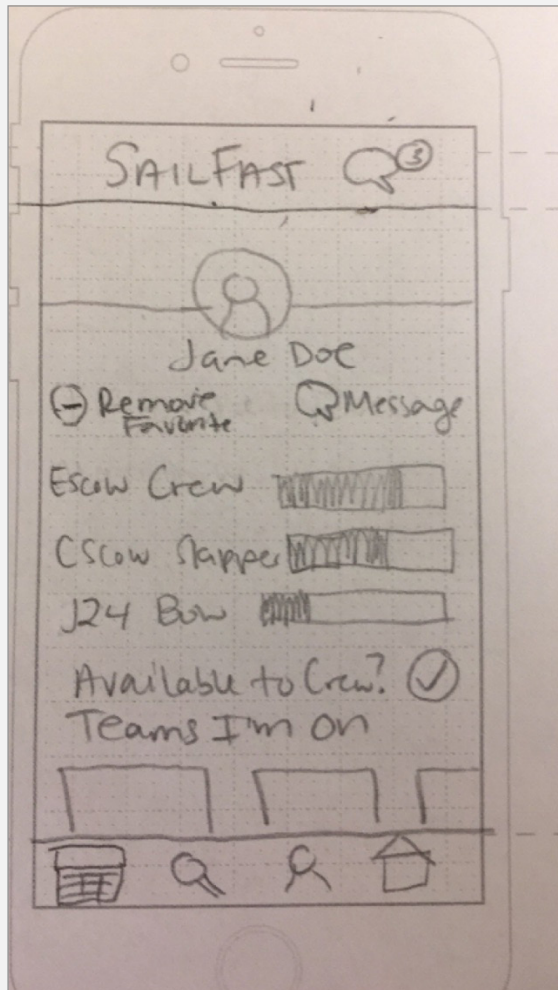 SAILFAST 3
Jane Doe
Remove Favorite
Message
Escow Crew
CScow Skipper
J24 Bow
Available to Crew?
Teams I'm on